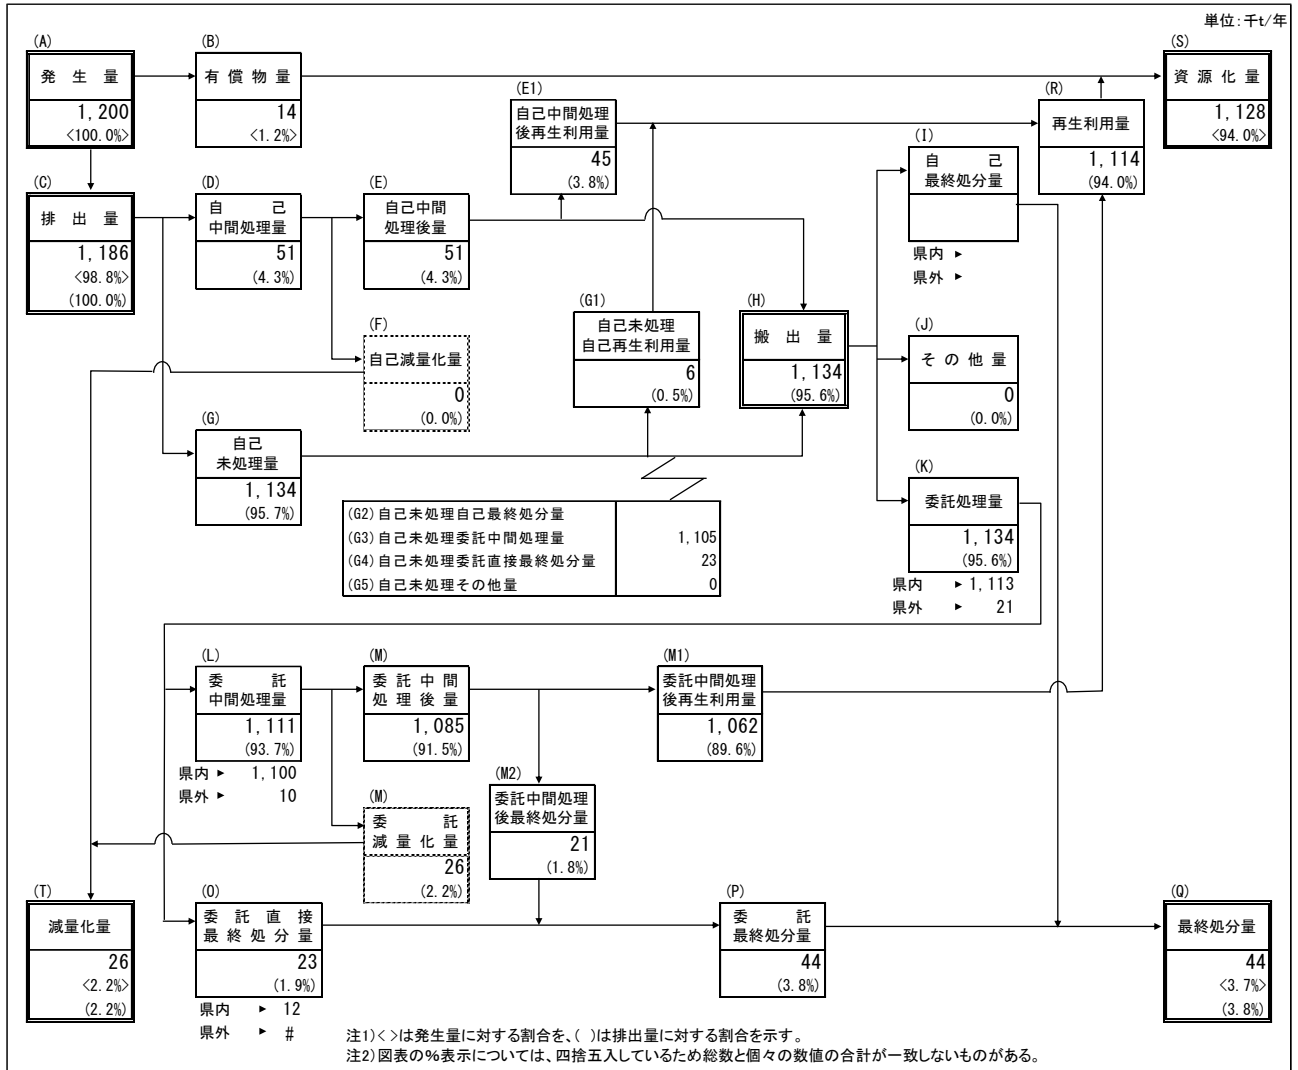 単位:千t/年
(A)
発生量
1,200
<100.0%>
(B)
有償物量
14
<1.2%>
(S)
資源化量
1,128
<94.0%>
(E1)
自己中間処理
後再生利用量
45
(3.8%)
(R)
再生利用量
1,114
(94.0%)
(I)
自己
最終処分量
県内 ►
県外 ►
(C)
排出量
1,186
<98.8%>
(100.0%)
(D)
自己
中間処理量
51
(4.3%)
(E)
自己中間
処理後量
51
(4.3%)
(F)
自己減量化量
0
(0.0%)
(G1)
自己未処理
自己再生利用量
6
(0.5%)
(H)
搬出量
1,134
(95.6%)
(J)
その他量
0
(0.0%)
(G)
自己
未処理量
1,134
(95.7%)
(K)
委託処理量
1,134
(95.6%)
県内 ► 1,113
県外 ► 21
(G2)自己未処理自己最終処分量
(G3)自己未処理委託中間処理量 1,105
(G4)自己未処理委託直接最終処分量 23
(G5)自己未処理その他量 0
(L)
委託
中間処理量
1,111
(93.7%)
県内 ► 1,100
県外 ► 10
(M)
委託中間
処理後量
1,085
(91.5%)
(M1)
委託中間処理
後再生利用量
1,062
(89.6%)
(M)
委託
減量化量
26
(2.2%)
(M2)
委託中間処理
後最終処分量
21
(1.8%)
(T)
減量化量
26
<2.2%>
(2.2%)
(O)
委託直接
最終処分量
23
(1.9%)
県内 ► 12
県外 ► #
(P)
委託
最終処分量
44
(3.8%)
(Q)
最終処分量
44
<3.7%>
(3.8%)
注1)< >は発生量に対する割合を、( )は排出量に対する割合を示す。
注2)図表の%表示については、四捨五入しているため総数と個々の数値の合計が一致しないものがある。